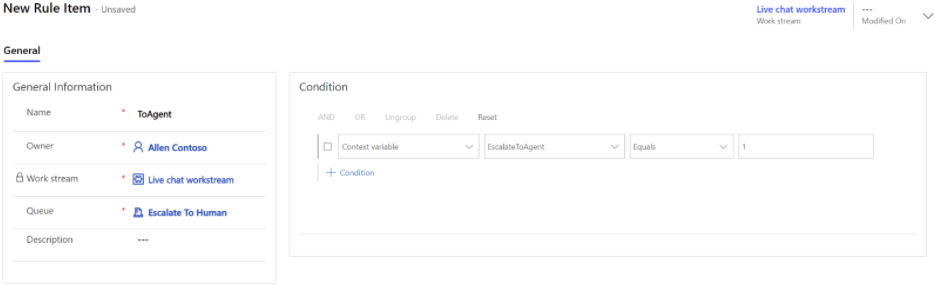 New Rule Item - Unsaved
Live chat workstream
Work stream
---
Modified On
General
General Information
Name * ToAgent
Owner * Allen Contoso
Work stream * Live chat workstream
Queue * Escalate To Human
Description ---
Condition
AND OR Ungroup Delete Reset
Context variable EscalateToAgent Equals 1
+ Condition